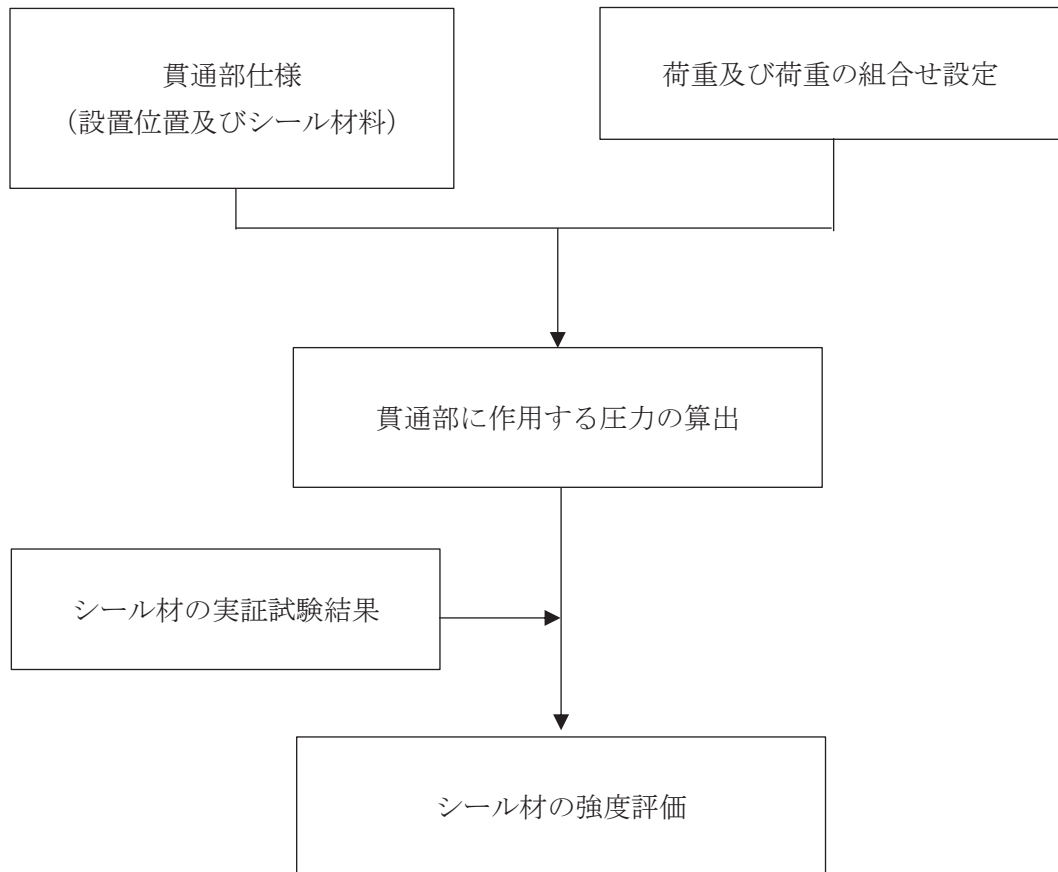 貫通部仕様
（設置位置及びシール材料）
荷重及び荷重の組合せ設定
貫通部に作用する圧力の算出
シール材の実証試験結果
シール材の強度評価